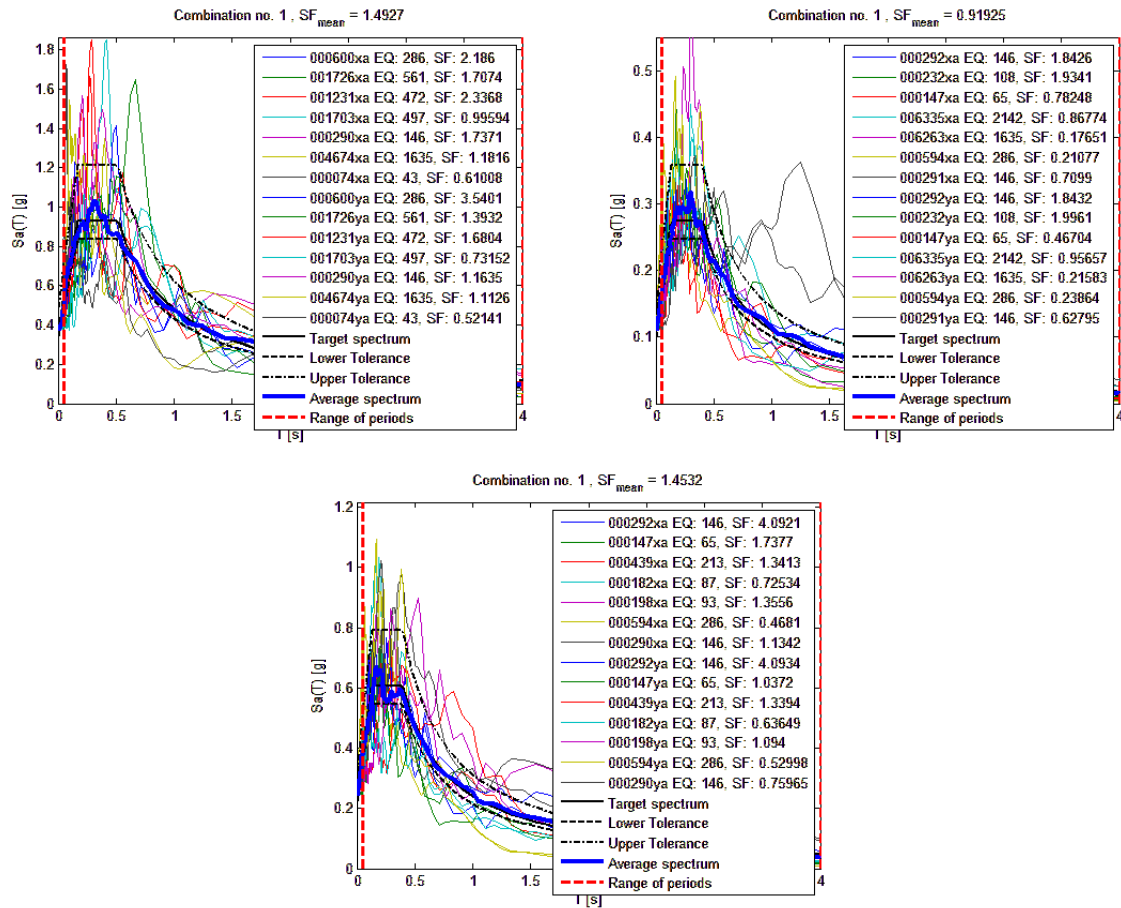 Combination no. 1 , SFmean = 1.4927
1.8
1.6
1.4
1.2
1
0.8
0.6
0.4
0.2
0
Sa(T) [g]
0
0.5
1
1.5
4
T [s]
000600xa EQ: 286, SF: 2.186
001726xa EQ: 561, SF: 1.7074
001231xa EQ: 472, SF: 2.3368
001703xa EQ: 497, SF: 0.99594
000290xa EQ: 146, SF: 1.7371
004674xa EQ: 1635, SF: 1.1816
000074xa EQ: 43, SF: 0.61008
000600ya EQ: 286, SF: 3.5401
001726ya EQ: 561, SF: 1.3932
001231ya EQ: 472, SF: 1.6804
001703ya EQ: 497, SF: 0.73152
000290ya EQ: 146, SF: 1.1635
004674ya EQ: 1635, SF: 1.1126
000074ya EQ: 43, SF: 0.52141
Target spectrum
Lower Tolerance
Upper Tolerance
Average spectrum
Range of periods
Combination no. 1 , SFmean = 0.91925
0.5
0.4
0.3
0.2
0.1
0
Sa(T) [g]
0
0.5
1
1.5
4
T [s]
000292xa EQ: 146, SF: 1.8426
000232xa EQ: 108, SF: 1.9341
000147xa EQ: 65, SF: 0.78248
006335xa EQ: 2142, SF: 0.86774
006263xa EQ: 1635, SF: 0.17651
000594xa EQ: 286, SF: 0.21077
000291xa EQ: 146, SF: 0.7099
000292ya EQ: 146, SF: 1.8432
000232ya EQ: 108, SF: 1.9961
000147ya EQ: 65, SF: 0.46704
006335ya EQ: 2142, SF: 0.95657
006263ya EQ: 1635, SF: 0.21583
000594ya EQ: 286, SF: 0.23864
000291ya EQ: 146, SF: 0.62795
Target spectrum
Lower Tolerance
Upper Tolerance
Average spectrum
Range of periods
Combination no. 1 , SFmean = 1.4532
1.2
1
0.8
0.6
0.4
0.2
0
Sa(T) [g]
0
0.5
1
1.5
4
T [s]
000292xa EQ: 146, SF: 4.0921
000147xa EQ: 65, SF: 1.7377
000439xa EQ: 213, SF: 1.3413
000182xa EQ: 87, SF: 0.72534
000198xa EQ: 93, SF: 1.3556
000594xa EQ: 286, SF: 0.4681
000290xa EQ: 146, SF: 1.1342
000292ya EQ: 146, SF: 4.0934
000147ya EQ: 65, SF: 1.0372
000439ya EQ: 213, SF: 1.3394
000182ya EQ: 87, SF: 0.63649
000198ya EQ: 93, SF: 1.094
000594ya EQ: 286, SF: 0.52998
000290ya EQ: 146, SF: 0.75965
Target spectrum
Lower Tolerance
Upper Tolerance
Average spectrum
Range of periods